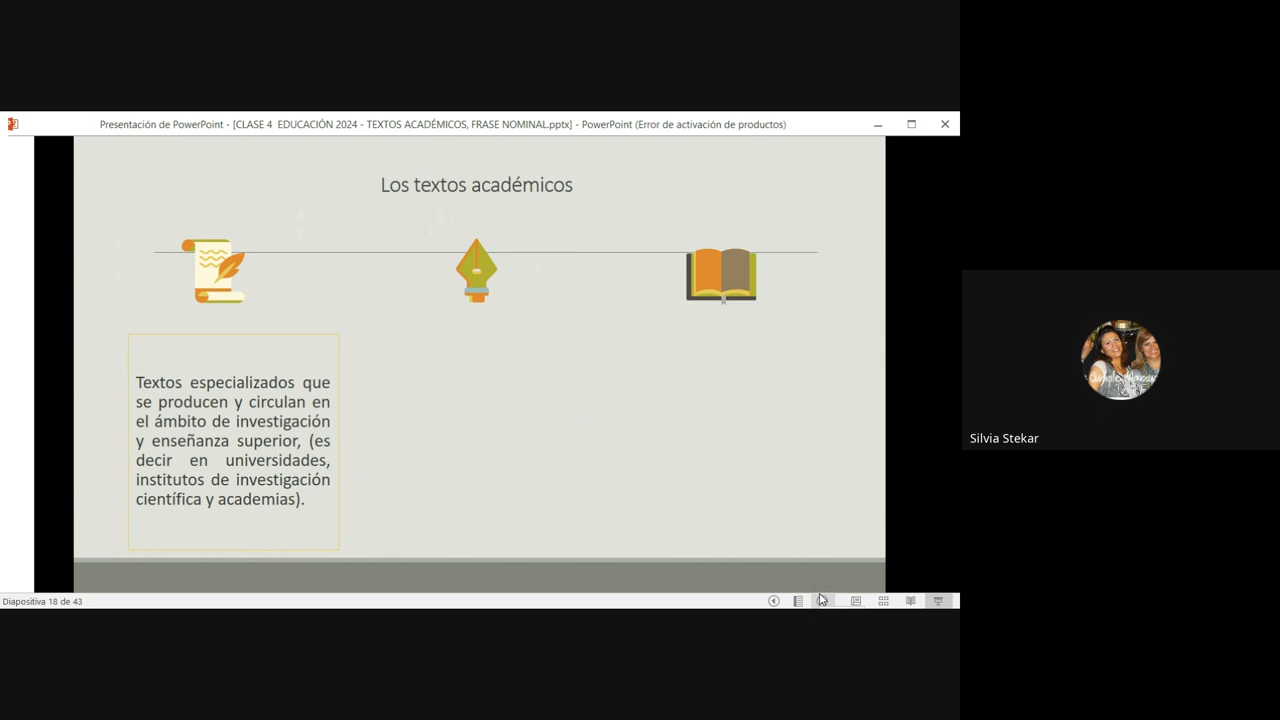 Presentación de PowerPoint - [CLASE 4 EDUCACIÓN 2024 - TEXTOS ACADÉMICOS, FRASE NOMINAL.pptx] - PowerPoint (Error de activación de productos)
Los textos académicos
Textos especializados que
se producen y circulan en
el ámbito de investigación
y enseñanza superior, (es
decir en universidades,
institutos de investigación
científica y academias).
Diapositiva 18 de 43
Silvia Stekar